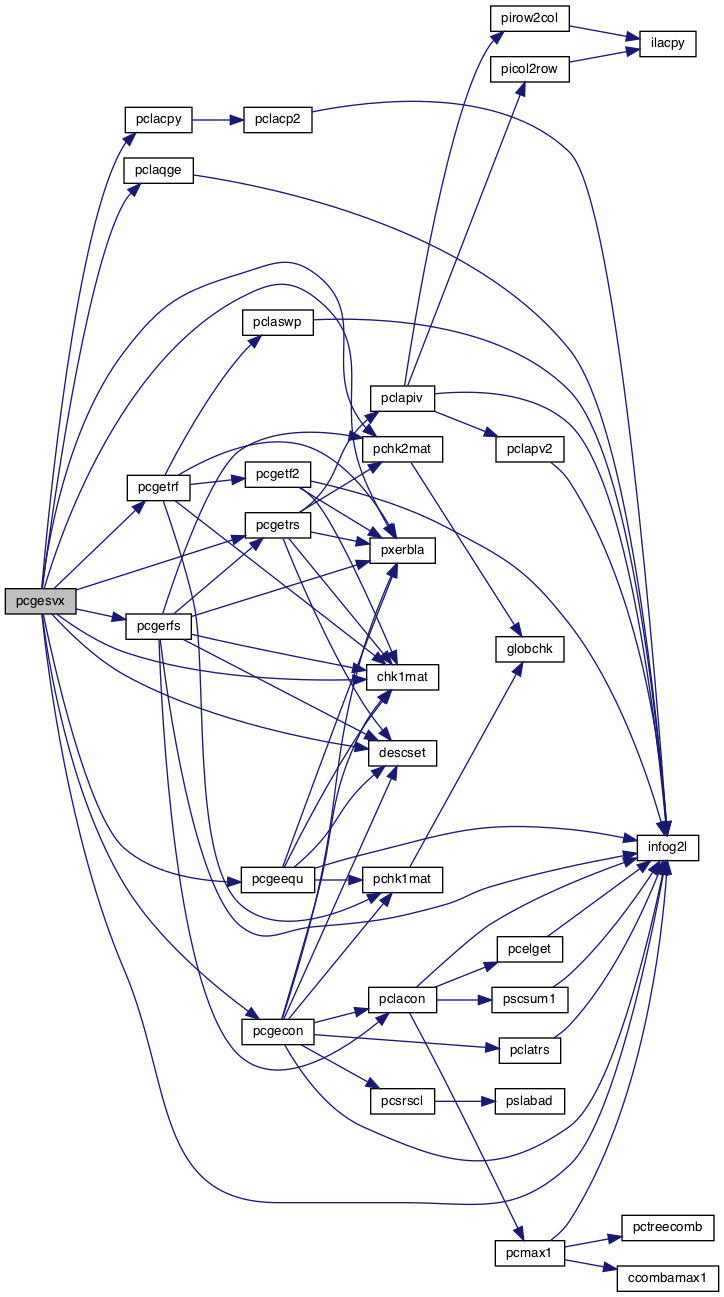 pirow2col
ilacpy
picol2row
pclacpy
pclacp2
pclaqge
pclaswp
pclapiv
pchk2mat
pclapv2
pcgetf2
pcgetrf
pcgetrs
pxerbla
pcgesvx
pcgerfs
globchk
chk1mat
descset
infog2l
pcgeequ
pchk1mat
pcelget
pclacon
pscsum1
pcgecon
pclatrs
pcsrscl
pslabad
pctreecomb
pcmax1
ccombamax1